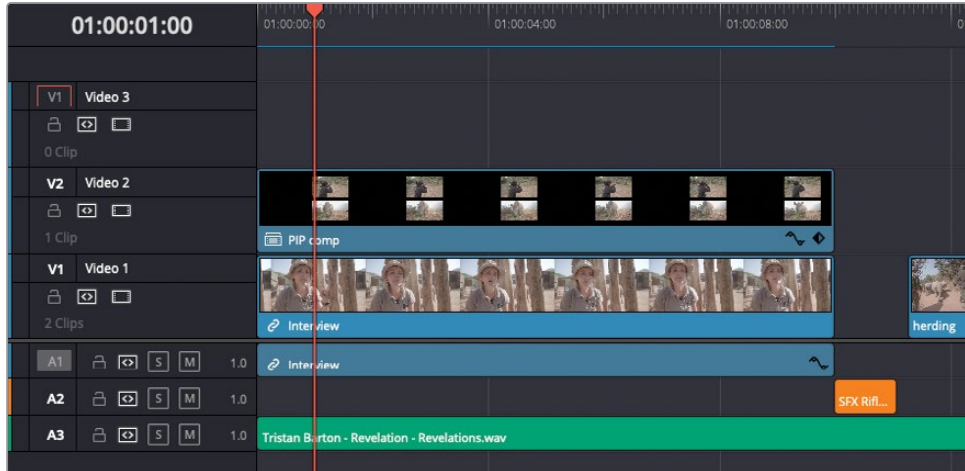 01:00:01:00
01:00:00:00 01:00:04:00 01:00:08:00
V1 Video 3
0 Clip
V2 Video 2
1 Clip
PIP comp
V1 Video 1
2 Clips
Interview herding
A1 S M 1.0 Interview
A2 S M 1.0 SFX Rifl...
A3 S M 1.0 Tristan Barton - Revelation - Revelations.wav